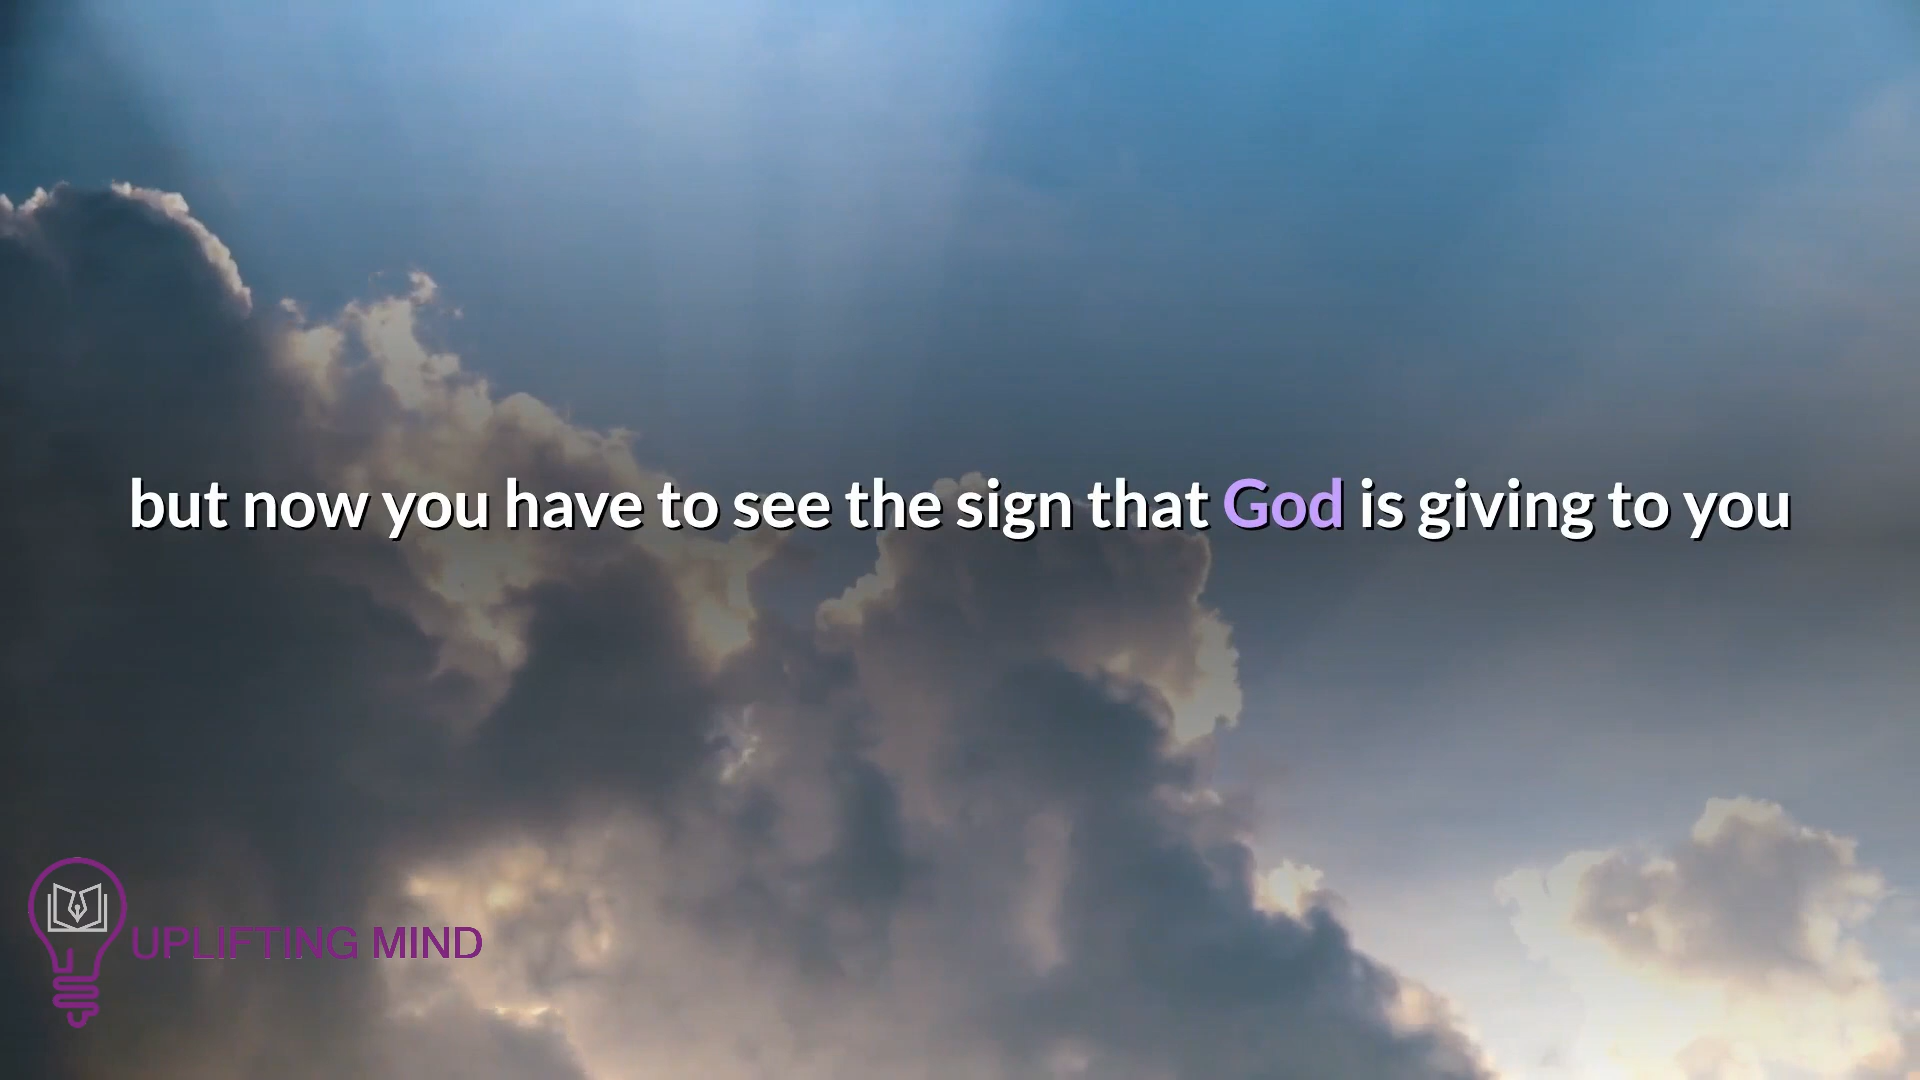 but now you have to see the sign that God is giving to you
UPLIFTING MIND